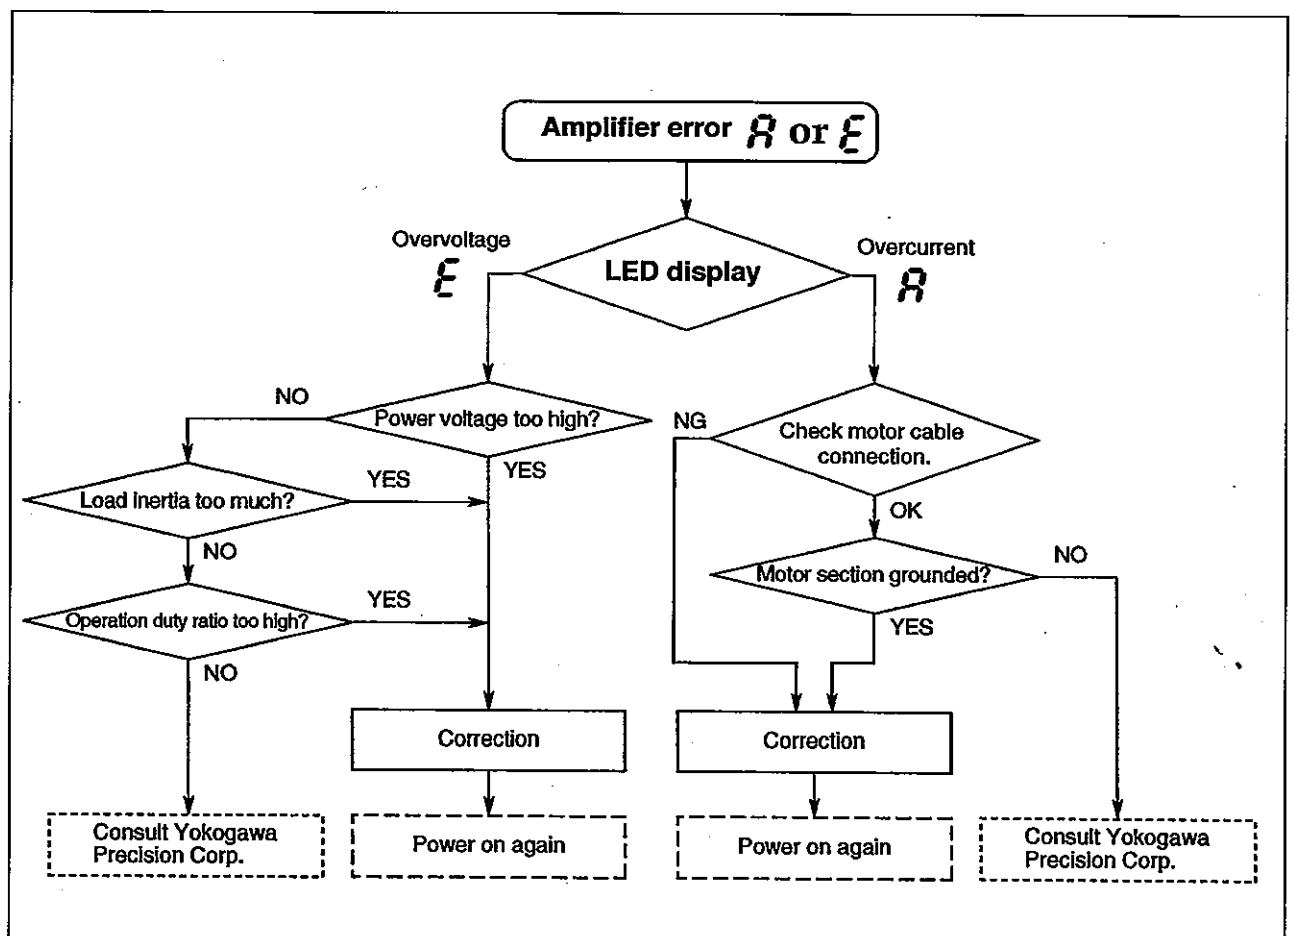 Amplifier error A or E
LED display
Overvoltage
E
Overcurrent
A
NO
Power voltage too high?
YES
NG
Check motor cable
connection.
OK
Load inertia too much?
YES
NO
Motor section grounded?
NO
YES
Operation duty ratio too high?
YES
NO
Correction
Correction
Consult Yokogawa
Precision Corp.
Power on again
Power on again
Consult Yokogawa
Precision Corp.